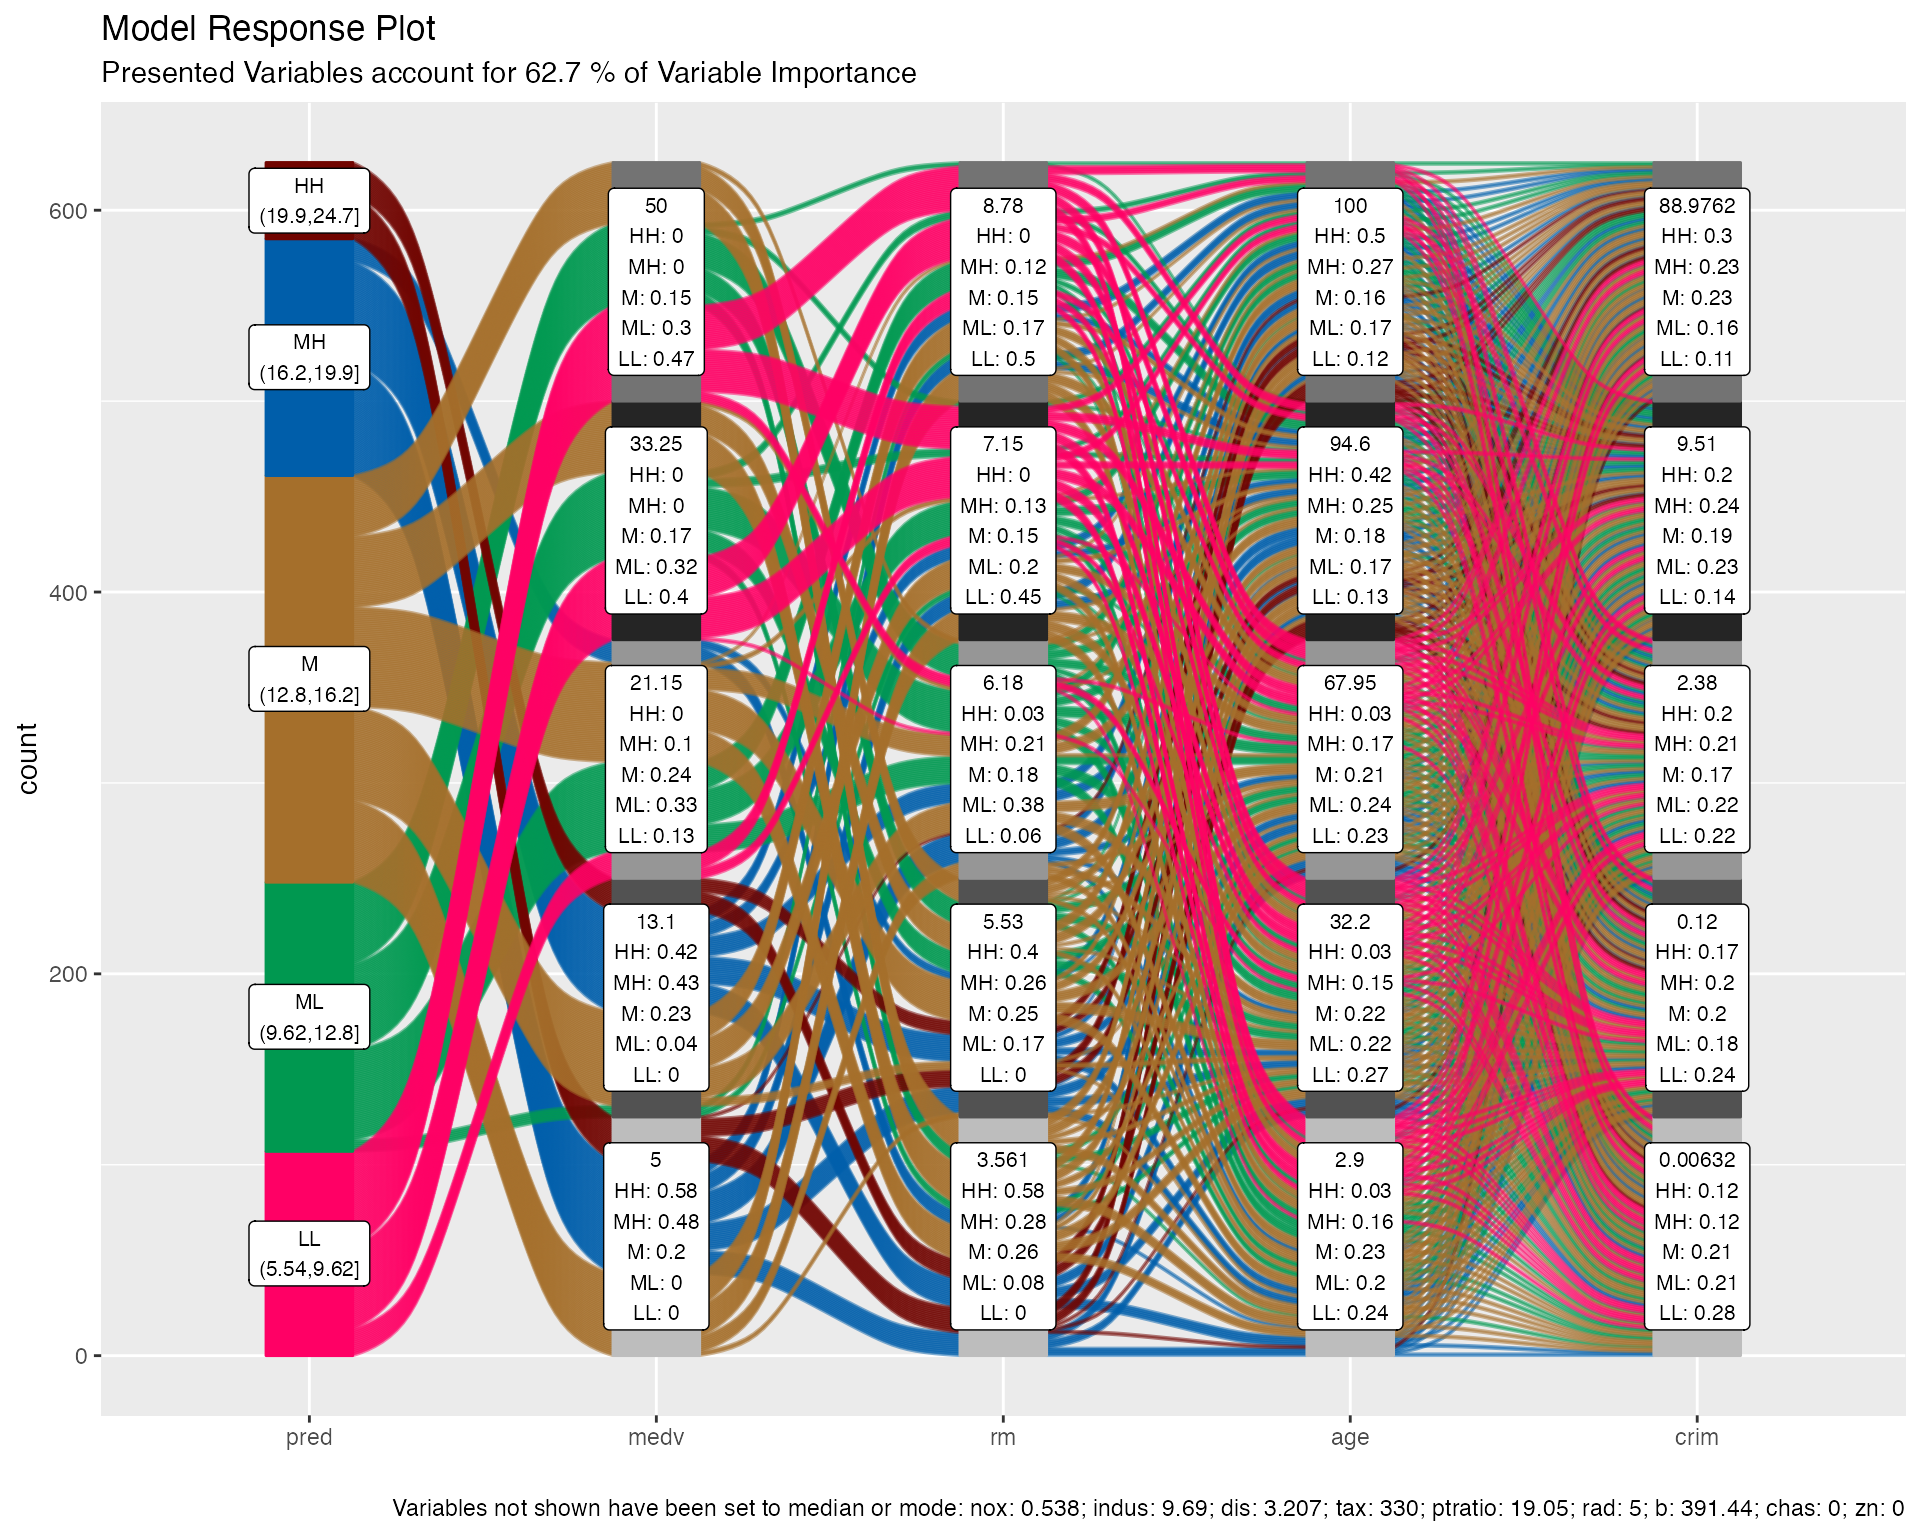 Model Response Plot
Presented Variables account for 62.7 % of Variable Importance
count
600
400
200
0
HH
(19.9,24.7]
MH
(16.2,19.9]
M
(12.8,16.2]
ML
(9.62,12.8]
LL
(5.54,9.62]
50
HH: 0
MH: 0
M: 0.15
ML: 0.3
LL: 0.47
33.25
HH: 0
MH: 0
M: 0.17
ML: 0.32
LL: 0.4
21.15
HH: 0
MH: 0.1
M: 0.24
ML: 0.33
LL: 0.13
13.1
HH: 0.42
MH: 0.43
M: 0.23
ML: 0.04
LL: 0
5
HH: 0.58
MH: 0.48
M: 0.2
ML: 0
LL: 0
8.78
HH: 0
MH: 0.12
M: 0.15
ML: 0.17
LL: 0.5
7.15
HH: 0
MH: 0.13
M: 0.15
ML: 0.2
LL: 0.45
6.18
HH: 0.03
MH: 0.21
M: 0.18
ML: 0.38
LL: 0.06
5.53
HH: 0.4
MH: 0.26
M: 0.25
ML: 0.17
LL: 0
3.561
HH: 0.58
MH: 0.28
M: 0.26
ML: 0.08
LL: 0
100
HH: 0.5
MH: 0.27
M: 0.16
ML: 0.17
LL: 0.12
94.6
HH: 0.42
MH: 0.25
M: 0.18
ML: 0.17
LL: 0.13
67.95
HH: 0.03
MH: 0.17
M: 0.21
ML: 0.24
LL: 0.23
32.2
HH: 0.03
MH: 0.15
M: 0.22
ML: 0.22
LL: 0.27
2.9
HH: 0.03
MH: 0.16
M: 0.23
ML: 0.2
LL: 0.24
88.9762
HH: 0.3
MH: 0.23
M: 0.23
ML: 0.16
LL: 0.11
9.51
HH: 0.2
MH: 0.24
M: 0.19
ML: 0.23
LL: 0.14
2.38
HH: 0.2
MH: 0.21
M: 0.17
ML: 0.22
LL: 0.22
0.12
HH: 0.17
MH: 0.2
M: 0.2
ML: 0.18
LL: 0.24
0.00632
HH: 0.12
MH: 0.12
M: 0.21
ML: 0.21
LL: 0.28
pred
medv
rm
age
crim
Variables not shown have been set to median or mode: nox: 0.538; indus: 9.69; dis: 3.207; tax: 330; ptratio: 19.05; rad: 5; b: 391.44; chas: 0; zn: 0